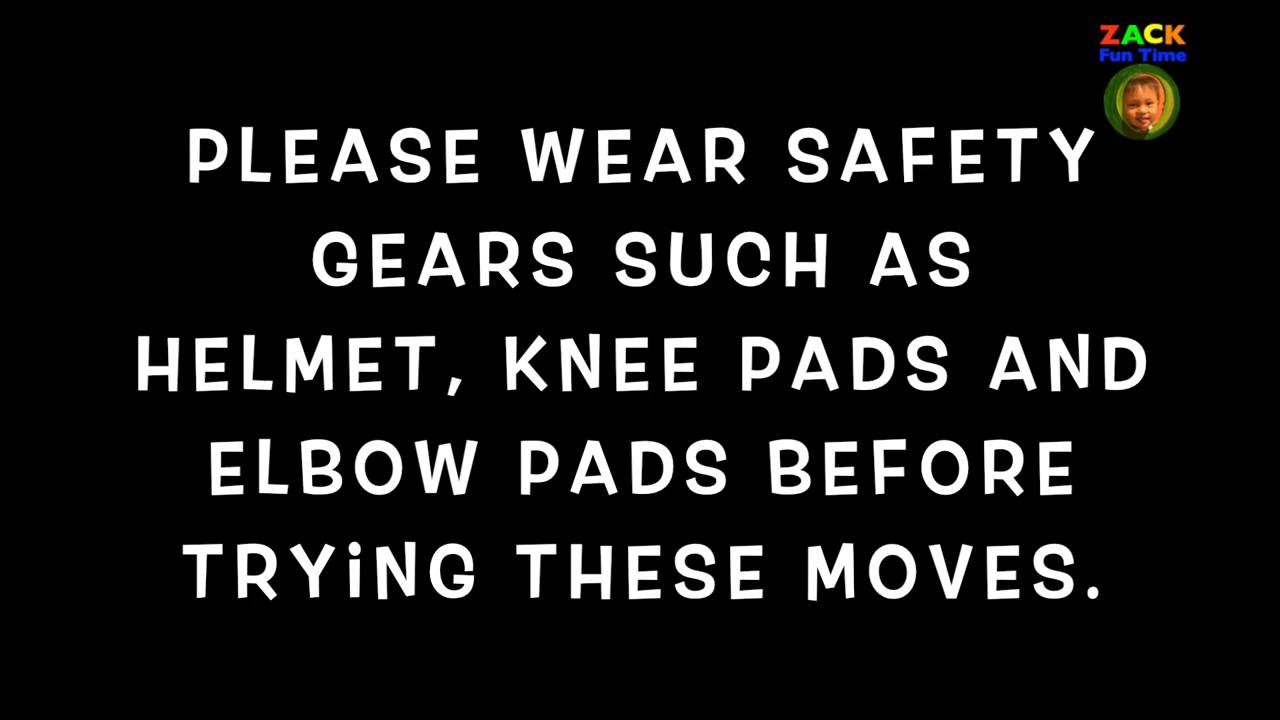 ZACK
Fun Time
PLEASE WEAR SAFETY
GEARS SUCH AS
HELMET, KNEE PADS AND
ELBOW PADS BEFORE
TRYiNG THESE MOVES.